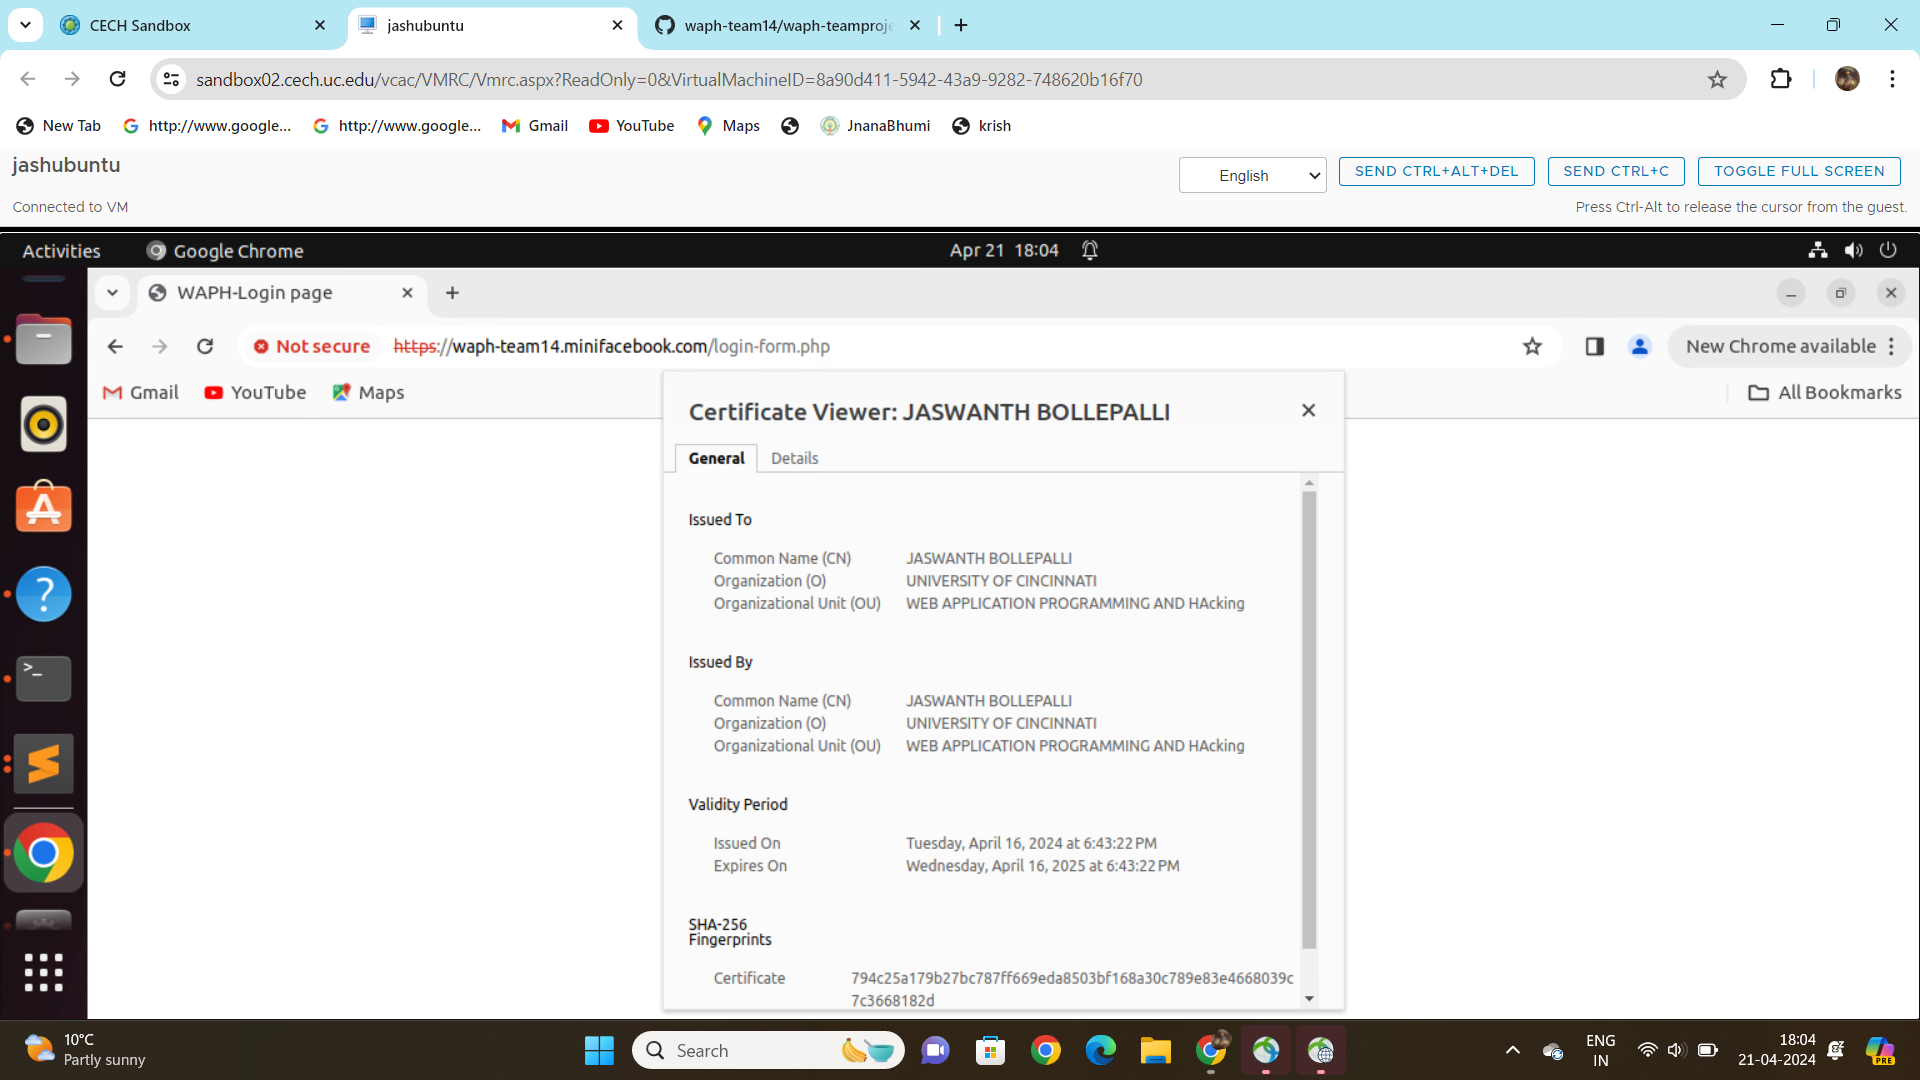 CECH Sandbox
jashubuntu
waph-team14/waph-teamproje
sandbox02.cech.uc.edu/vcac/VMRC/Vmrc.aspx?ReadOnly=0&VirtualMachineID=8a90d411-5942-43a9-9282-748620b16f70
New Tab
http://www.google...
http://www.google...
Gmail
YouTube
Maps
JnanaBhumi
krish
jashubuntu
English
SEND CTRL+ALT+DEL
SEND CTRL+C
TOGGLE FULL SCREEN
Connected to VM
Press Ctrl-Alt to release the cursor from the guest.
Activities
Google Chrome
Apr 21 18:04
WAPH-Login page
Not secure
https://waph-team14.minifacebook.com/login-form.php
New Chrome available
Gmail
YouTube
Maps
All Bookmarks
Certificate Viewer: JASWANTH BOLLEPALLI
General
Details
Issued To
Common Name (CN) JASWANTH BOLLEPALLI
Organization (O) UNIVERSITY OF CINCINNATI
Organizational Unit (OU) WEB APPLICATION PROGRAMMING AND HAcking
Issued By
Common Name (CN) JASWANTH BOLLEPALLI
Organization (O) UNIVERSITY OF CINCINNATI
Organizational Unit (OU) WEB APPLICATION PROGRAMMING AND HAcking
Validity Period
Issued On Tuesday, April 16, 2024 at 6:43:22 PM
Expires On Wednesday, April 16, 2025 at 6:43:22 PM
SHA-256
Fingerprints
Certificate 794c25a179b27bc787ff669eda8503bf168a30c789e83e4668039c
7c3668182d
10°C
Partly sunny
Search
ENG
IN
18:04
21-04-2024
PRE